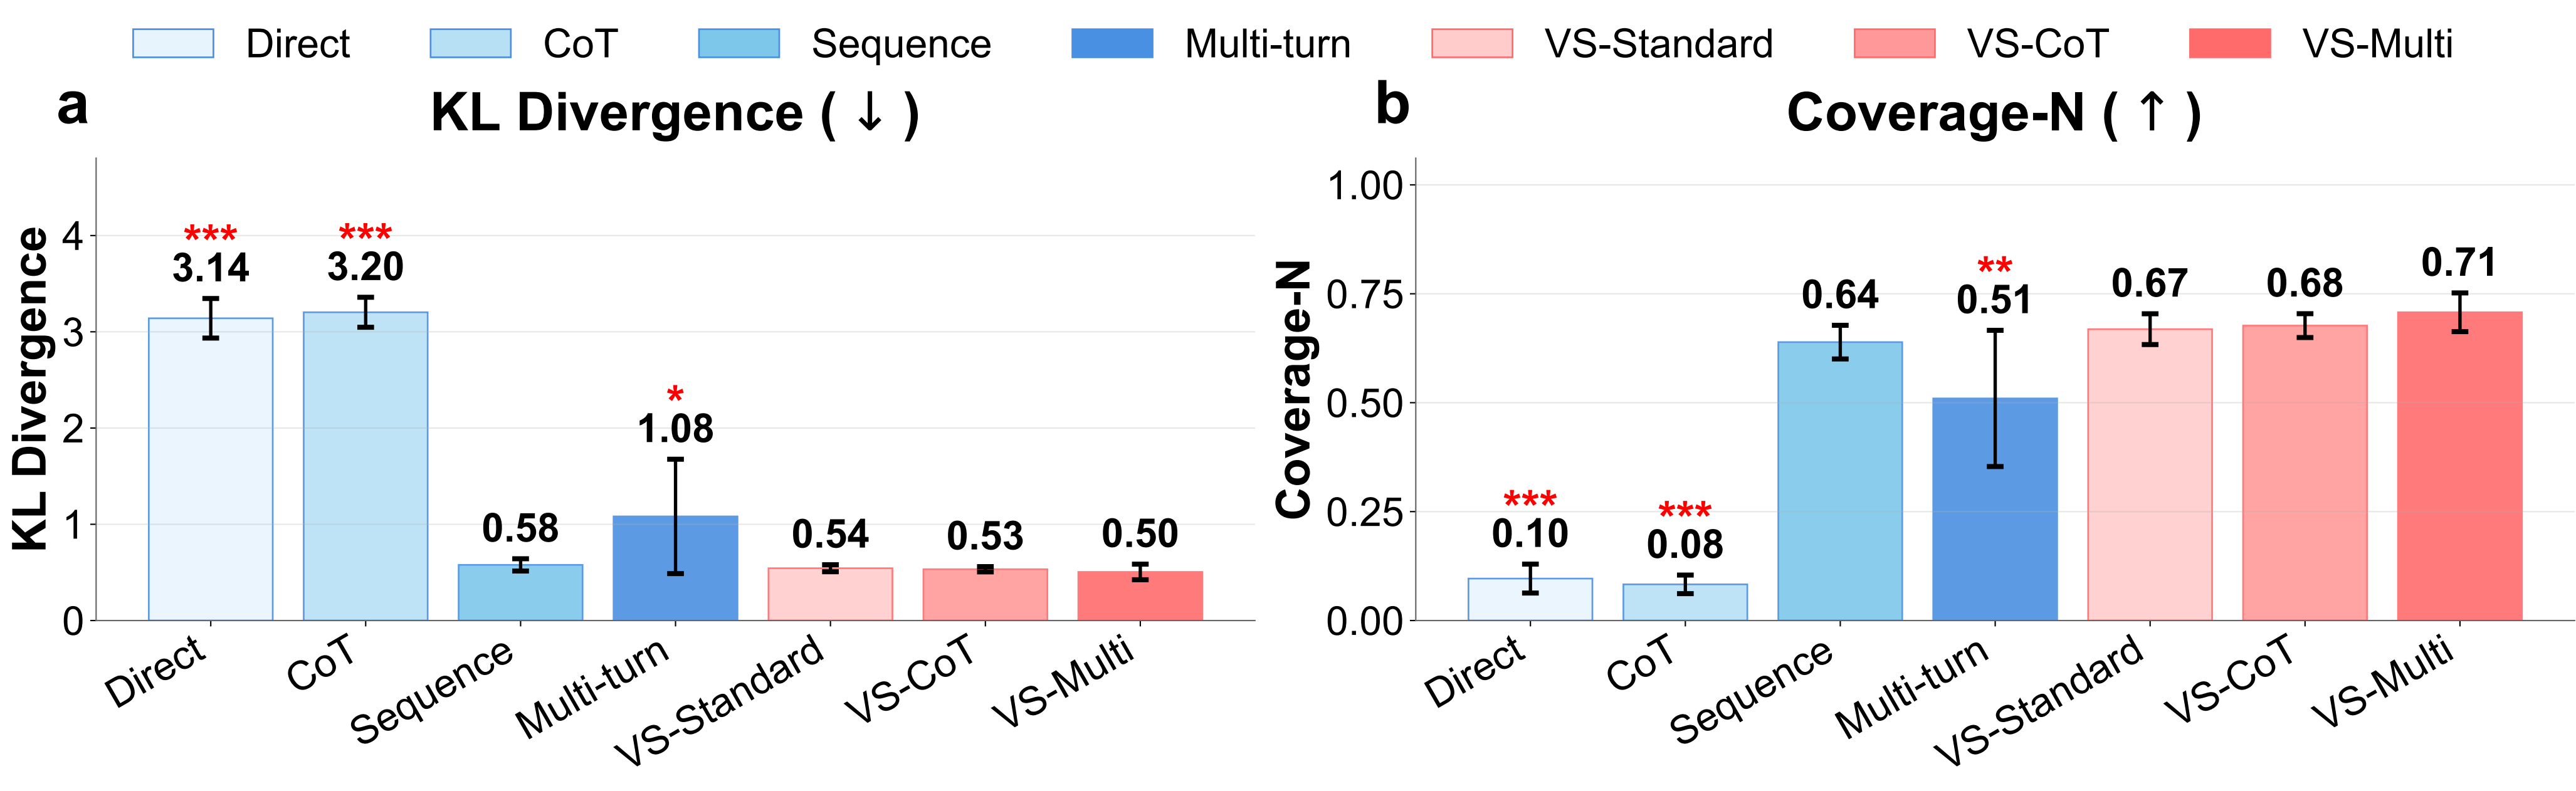 Direct CoT Sequence Multi-turn VS-Standard VS-CoT VS-Multi
a
KL Divergence ( ↓ )
KL Divergence
4
3
2
1
0
***
3.14
***
3.20
0.58
*
1.08
0.54
0.53
0.50
Direct
CoT
Sequence
Multi-turn
VS-Standard
VS-CoT
VS-Multi
b
Coverage-N ( ↑ )
Coverage-N
1.00
0.75
0.50
0.25
0.00
***
0.10
***
0.08
0.64
**
0.51
0.67
0.68
0.71
Direct
CoT
Sequence
Multi-turn
VS-Standard
VS-CoT
VS-Multi